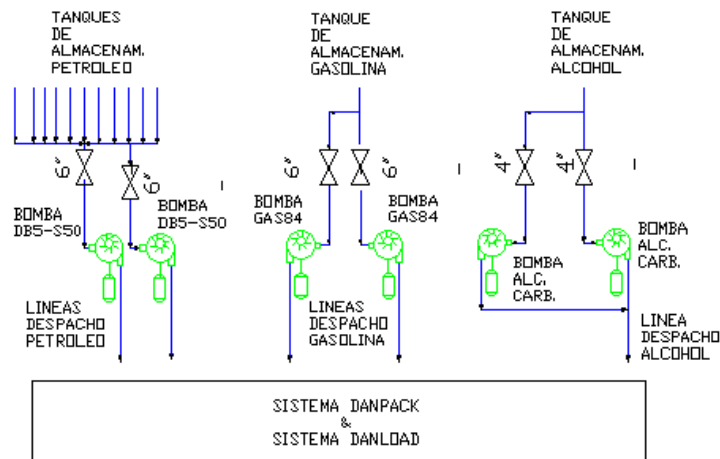 TANQUES
DE
ALMACENAM.
PETROLEO
TANQUE
DE
ALMACENAM.
GASOLINA
TANQUE
DE
ALMACENAM.
ALCOHOL
6"
6"
6"
6"
4"
4"
BOMBA
DB5-S50
BOMBA
DB5-S50
BOMBA
GAS84
BOMBA
GAS84
BOMBA
ALC.
CARB.
BOMBA
ALC.
CARB.
LINEAS
DESPACHO
PETROLEO
LINEAS
DESPACHO
GASOLINA
LINEA
DESPACHO
ALCOHOL
SISTEMA DANPACK
&
SISTEMA DANLOAD